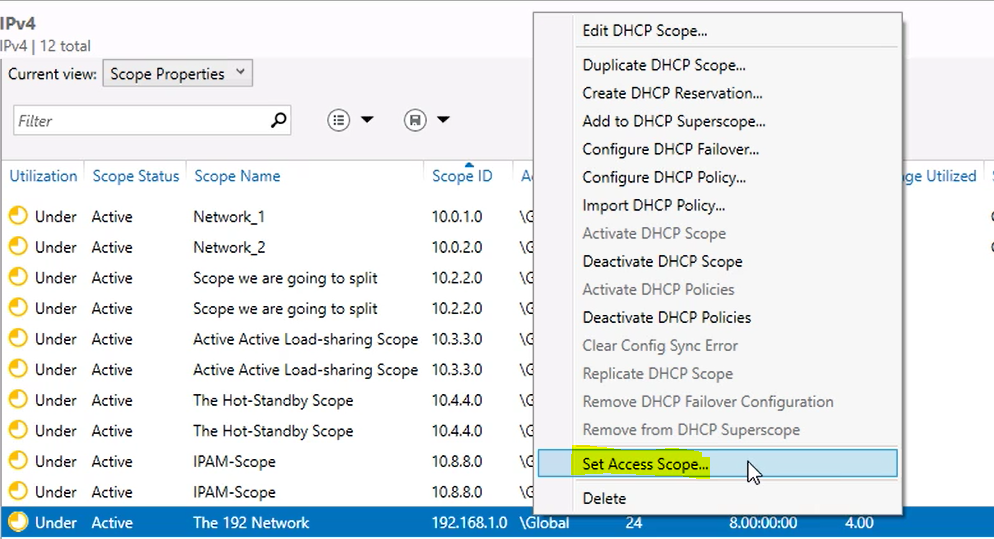 IPv4
IPv4 | 12 total
Current view: Scope Properties
Filter
Utilization Scope Status Scope Name Scope ID Utilized
Under Active Network_1 10.0.1.0 \G
Under Active Network_2 10.0.2.0 \G
Under Active Scope we are going to split 10.2.2.0 \G
Under Active Scope we are going to split 10.2.2.0 \G
Under Active Active Active Load-sharing Scope 10.3.3.0 \G
Under Active Active Active Load-sharing Scope 10.3.3.0 \G
Under Active The Hot-Standby Scope 10.4.4.0 \G
Under Active The Hot-Standby Scope 10.4.4.0 \G
Under Active IPAM-Scope 10.8.8.0 \G
Under Active IPAM-Scope 10.8.8.0 \G
Under Active The 192 Network 192.168.1.0 \Global 24 8.00:00:00 4.00
Edit DHCP Scope...
Duplicate DHCP Scope...
Create DHCP Reservation...
Add to DHCP Superscope...
Configure DHCP Failover...
Configure DHCP Policy...
Import DHCP Policy...
Activate DHCP Scope
Deactivate DHCP Scope
Activate DHCP Policies
Deactivate DHCP Policies
Clear Config Sync Error
Replicate DHCP Scope
Remove DHCP Failover Configuration
Remove from DHCP Superscope
Set Access Scope...
Delete